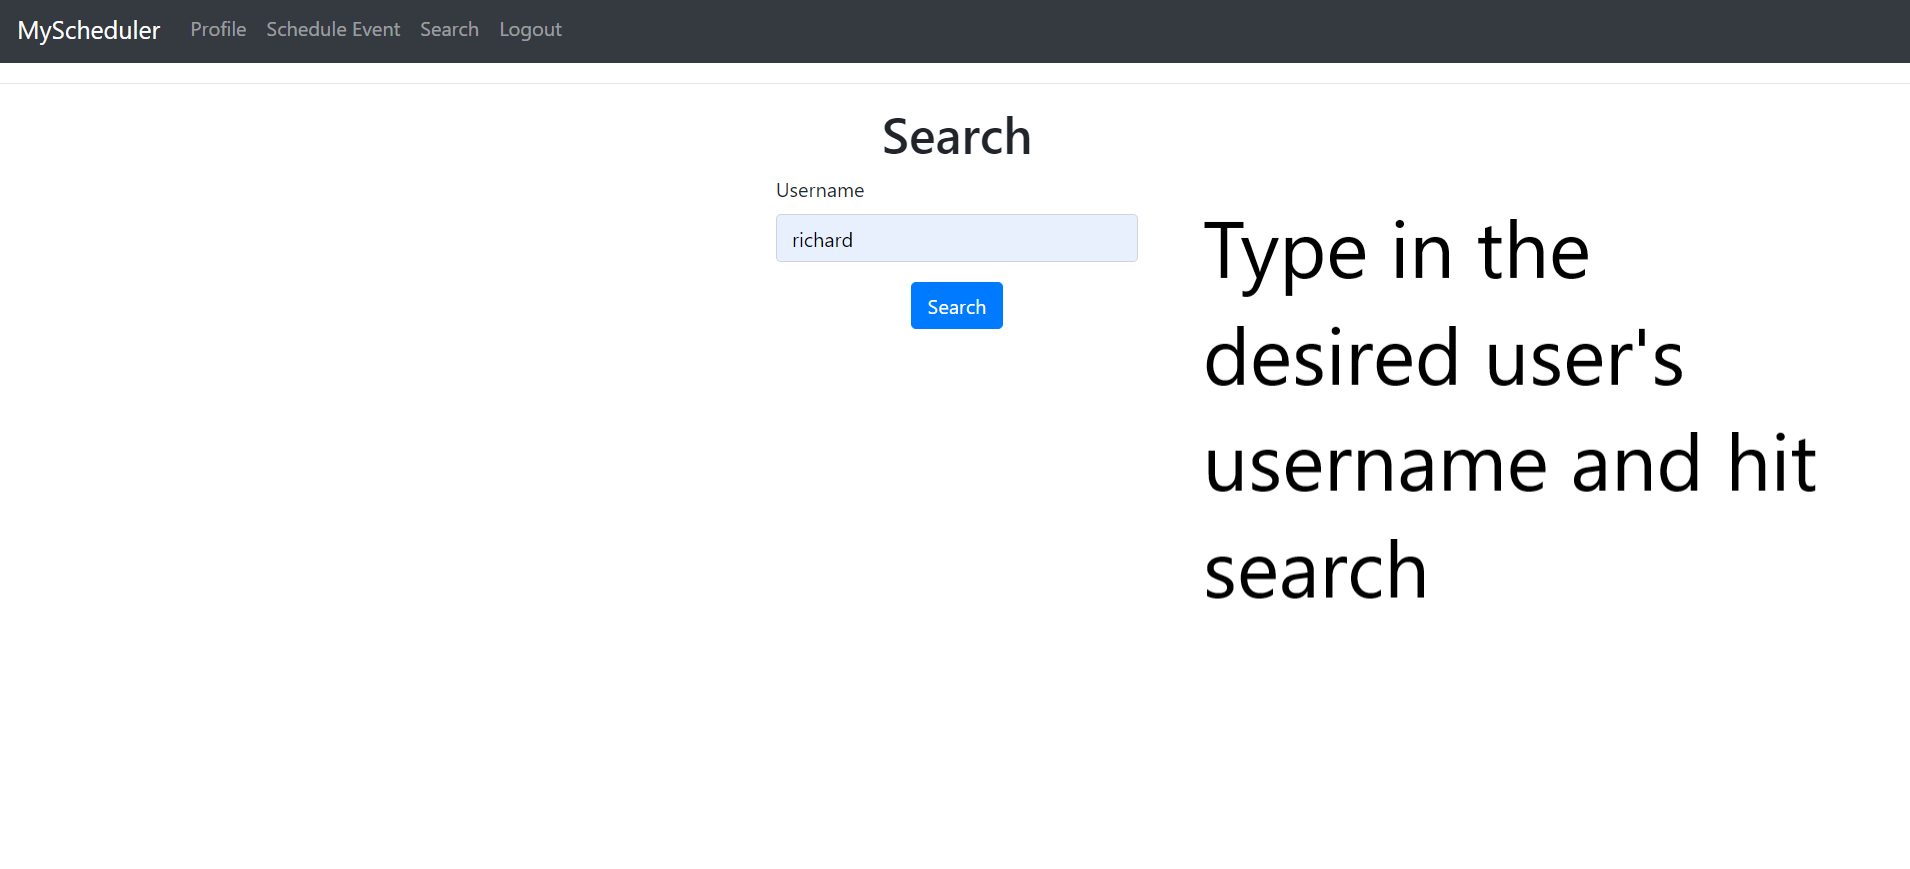 MyScheduler Profile Schedule Event Search Logout
Search
Username
richard
Search
Type in the
desired user's
username and hit
search